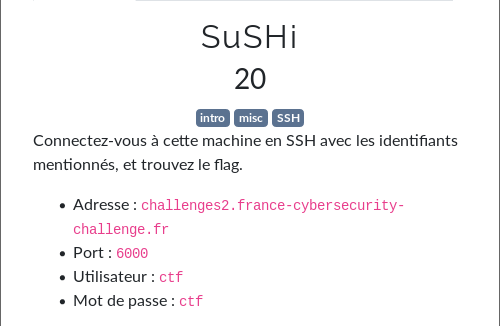 SuSHi
20
intro misc SSH
Connectez-vous à cette machine en SSH avec les identifiants
mentionnés, et trouvez le flag.
• Adresse : challenges2.france-cybersecurity-
challenge.fr
• Port : 6000
• Utilisateur : ctf
• Mot de passe : ctf